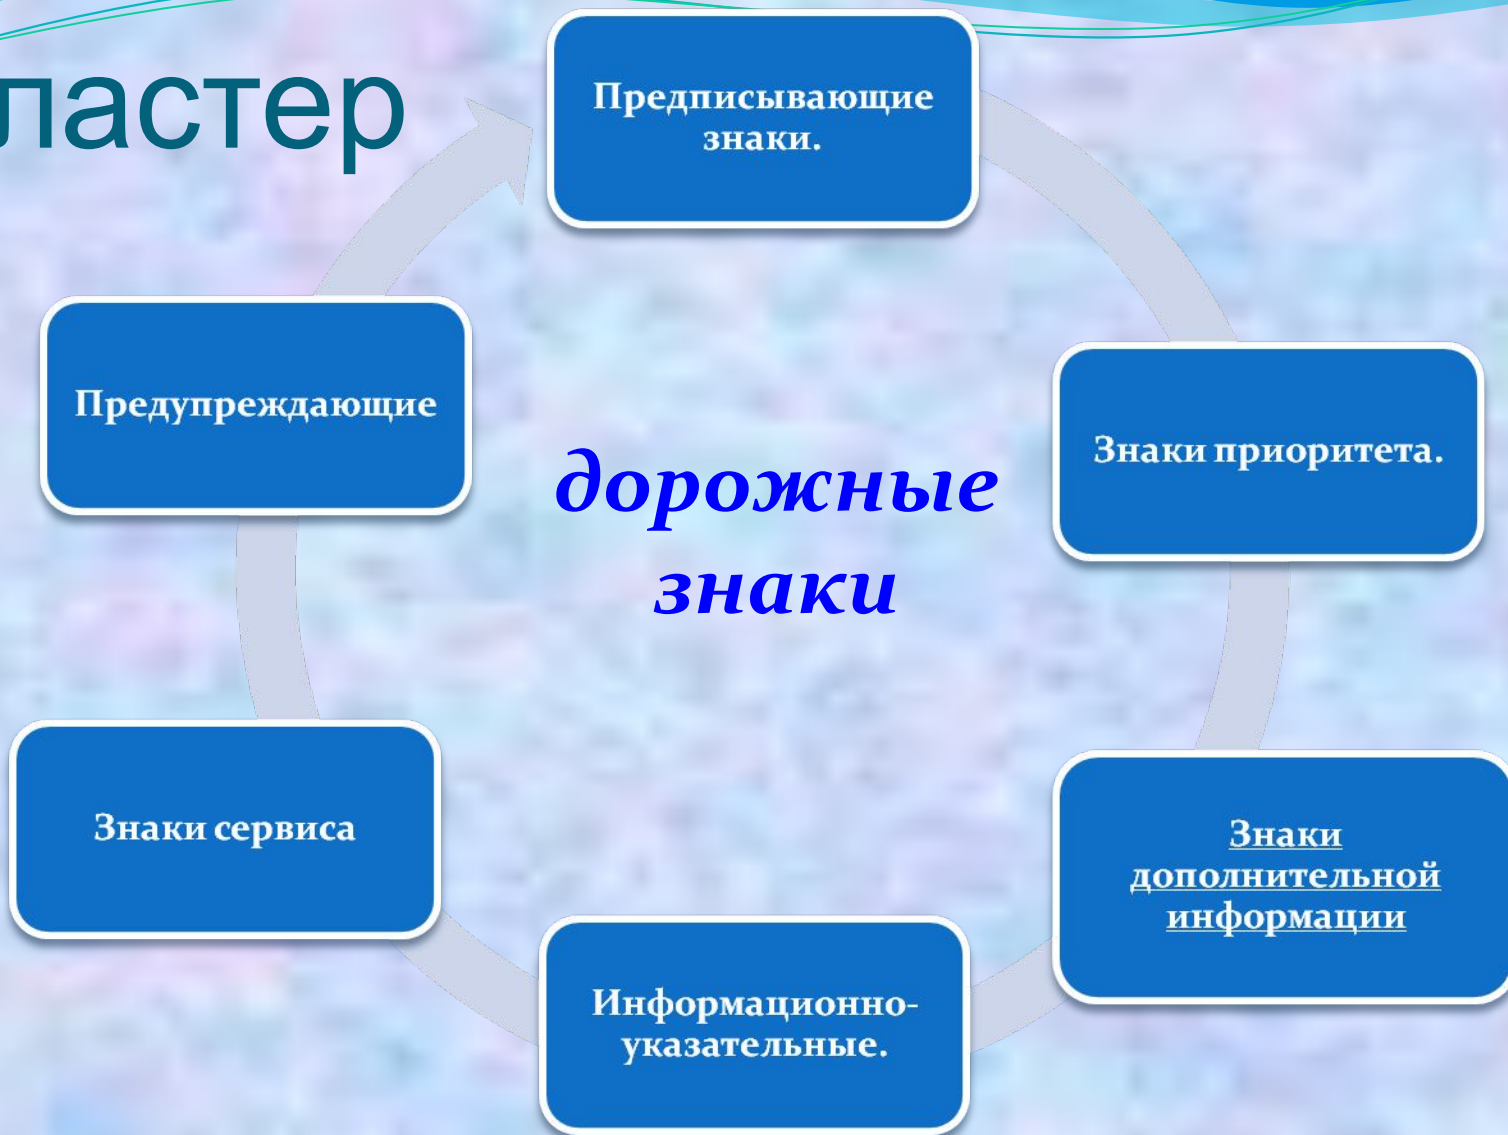 ластер
Предписывающие
знаки.
Предупреждающие
Знаки приоритета.
дорожные
знаки
Знаки сервиса
Знаки
дополнительной
информации
Информационно-
указательные.